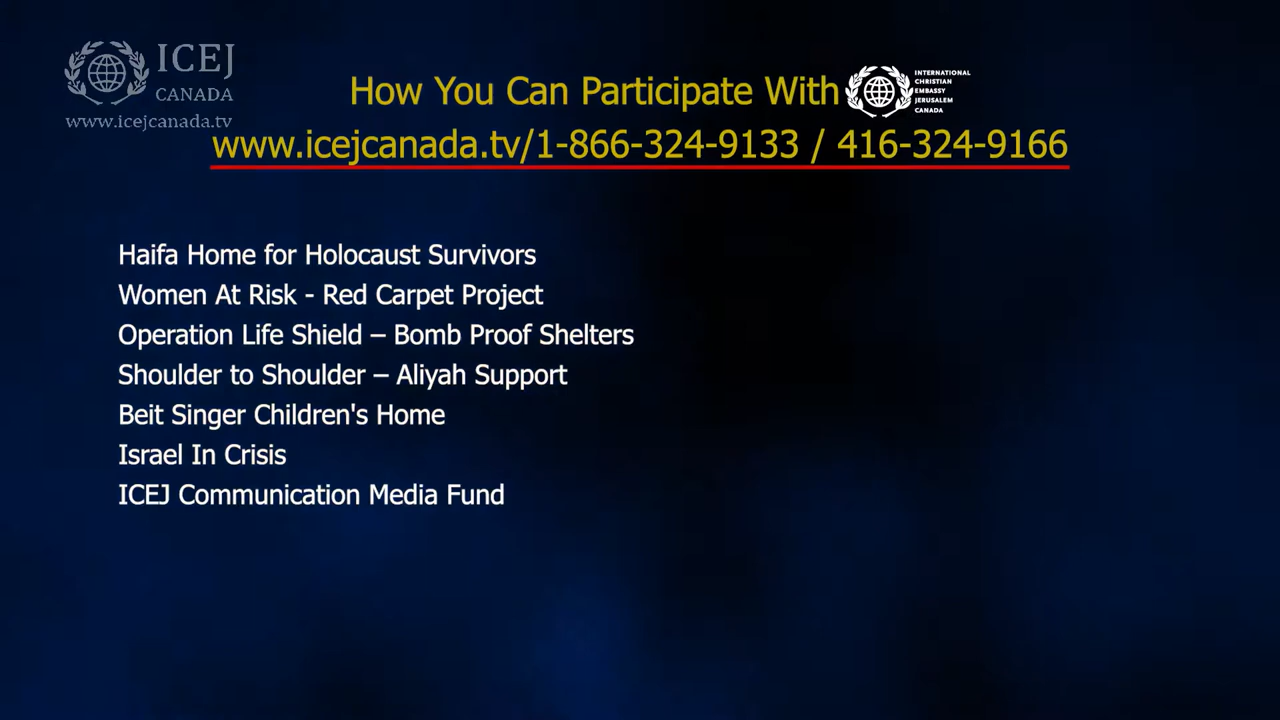 ICEJ
CANADA
www.icejcanada.tv
How You Can Participate With
INTERNATIONAL
CHRISTIAN
EMBASSY
JERUSALEM
CANADA
www.icejcanada.tv/1-866-324-9133 / 416-324-9166
Haifa Home for Holocaust Survivors
Women At Risk - Red Carpet Project
Operation Life Shield – Bomb Proof Shelters
Shoulder to Shoulder – Aliyah Support
Beit Singer Children's Home
Israel In Crisis
ICEJ Communication Media Fund